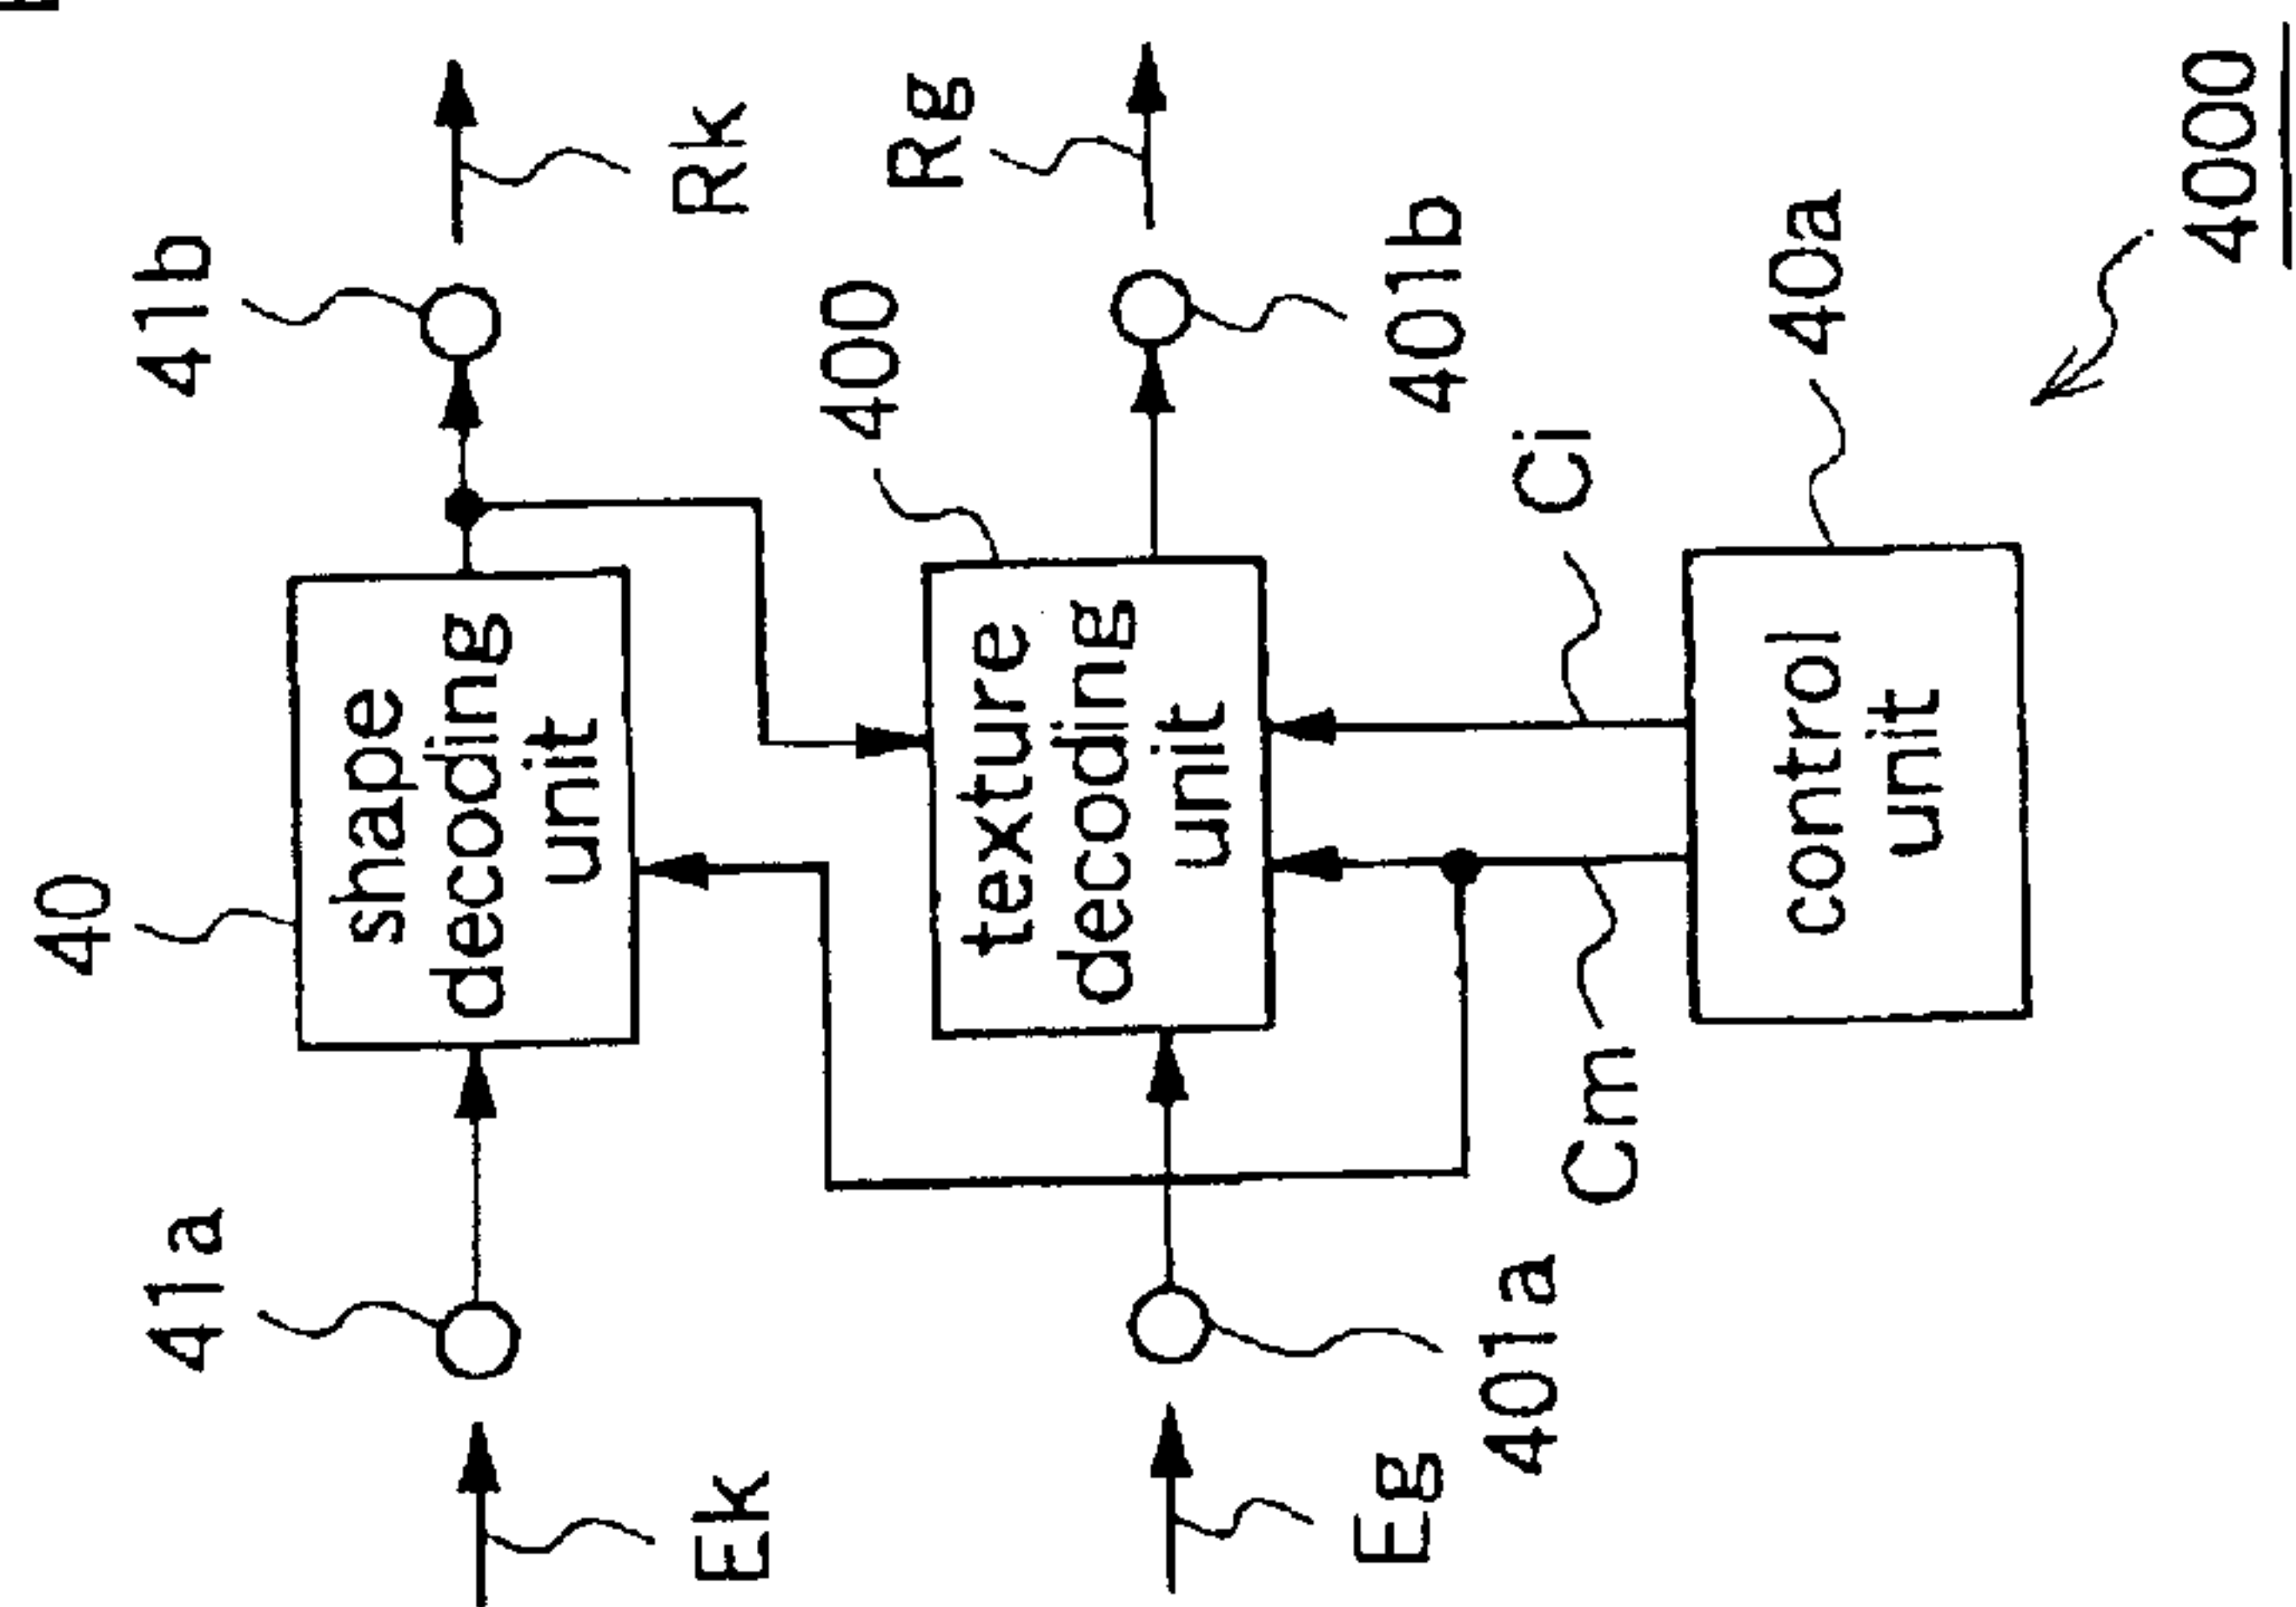 40
41a
41b
Ek
shape
decoding
unit
Rk
400
Rg
Eg
texture
decoding
unit
401a
401b
Cm
Ci
control
unit
40a
4000